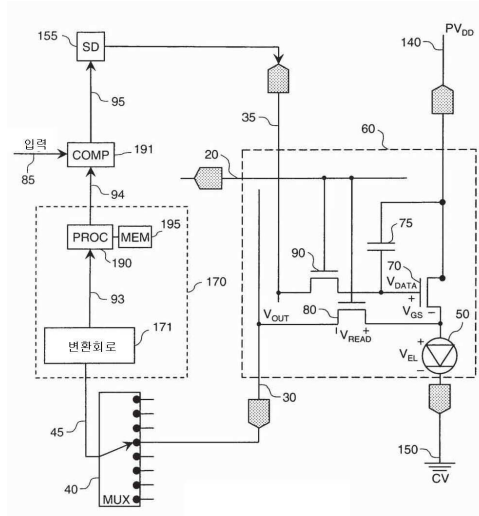 PVDD
155
SD
140
95
35
60
입력
85
COMP
191
20
94
75
PROC
MEM
195
190
90
70
VDATA
+
170
80
VGS
−
50
93
VOUT
VREAD
+
171
변환회로
VEL
+
−
45
30
150
40
MUX
CV